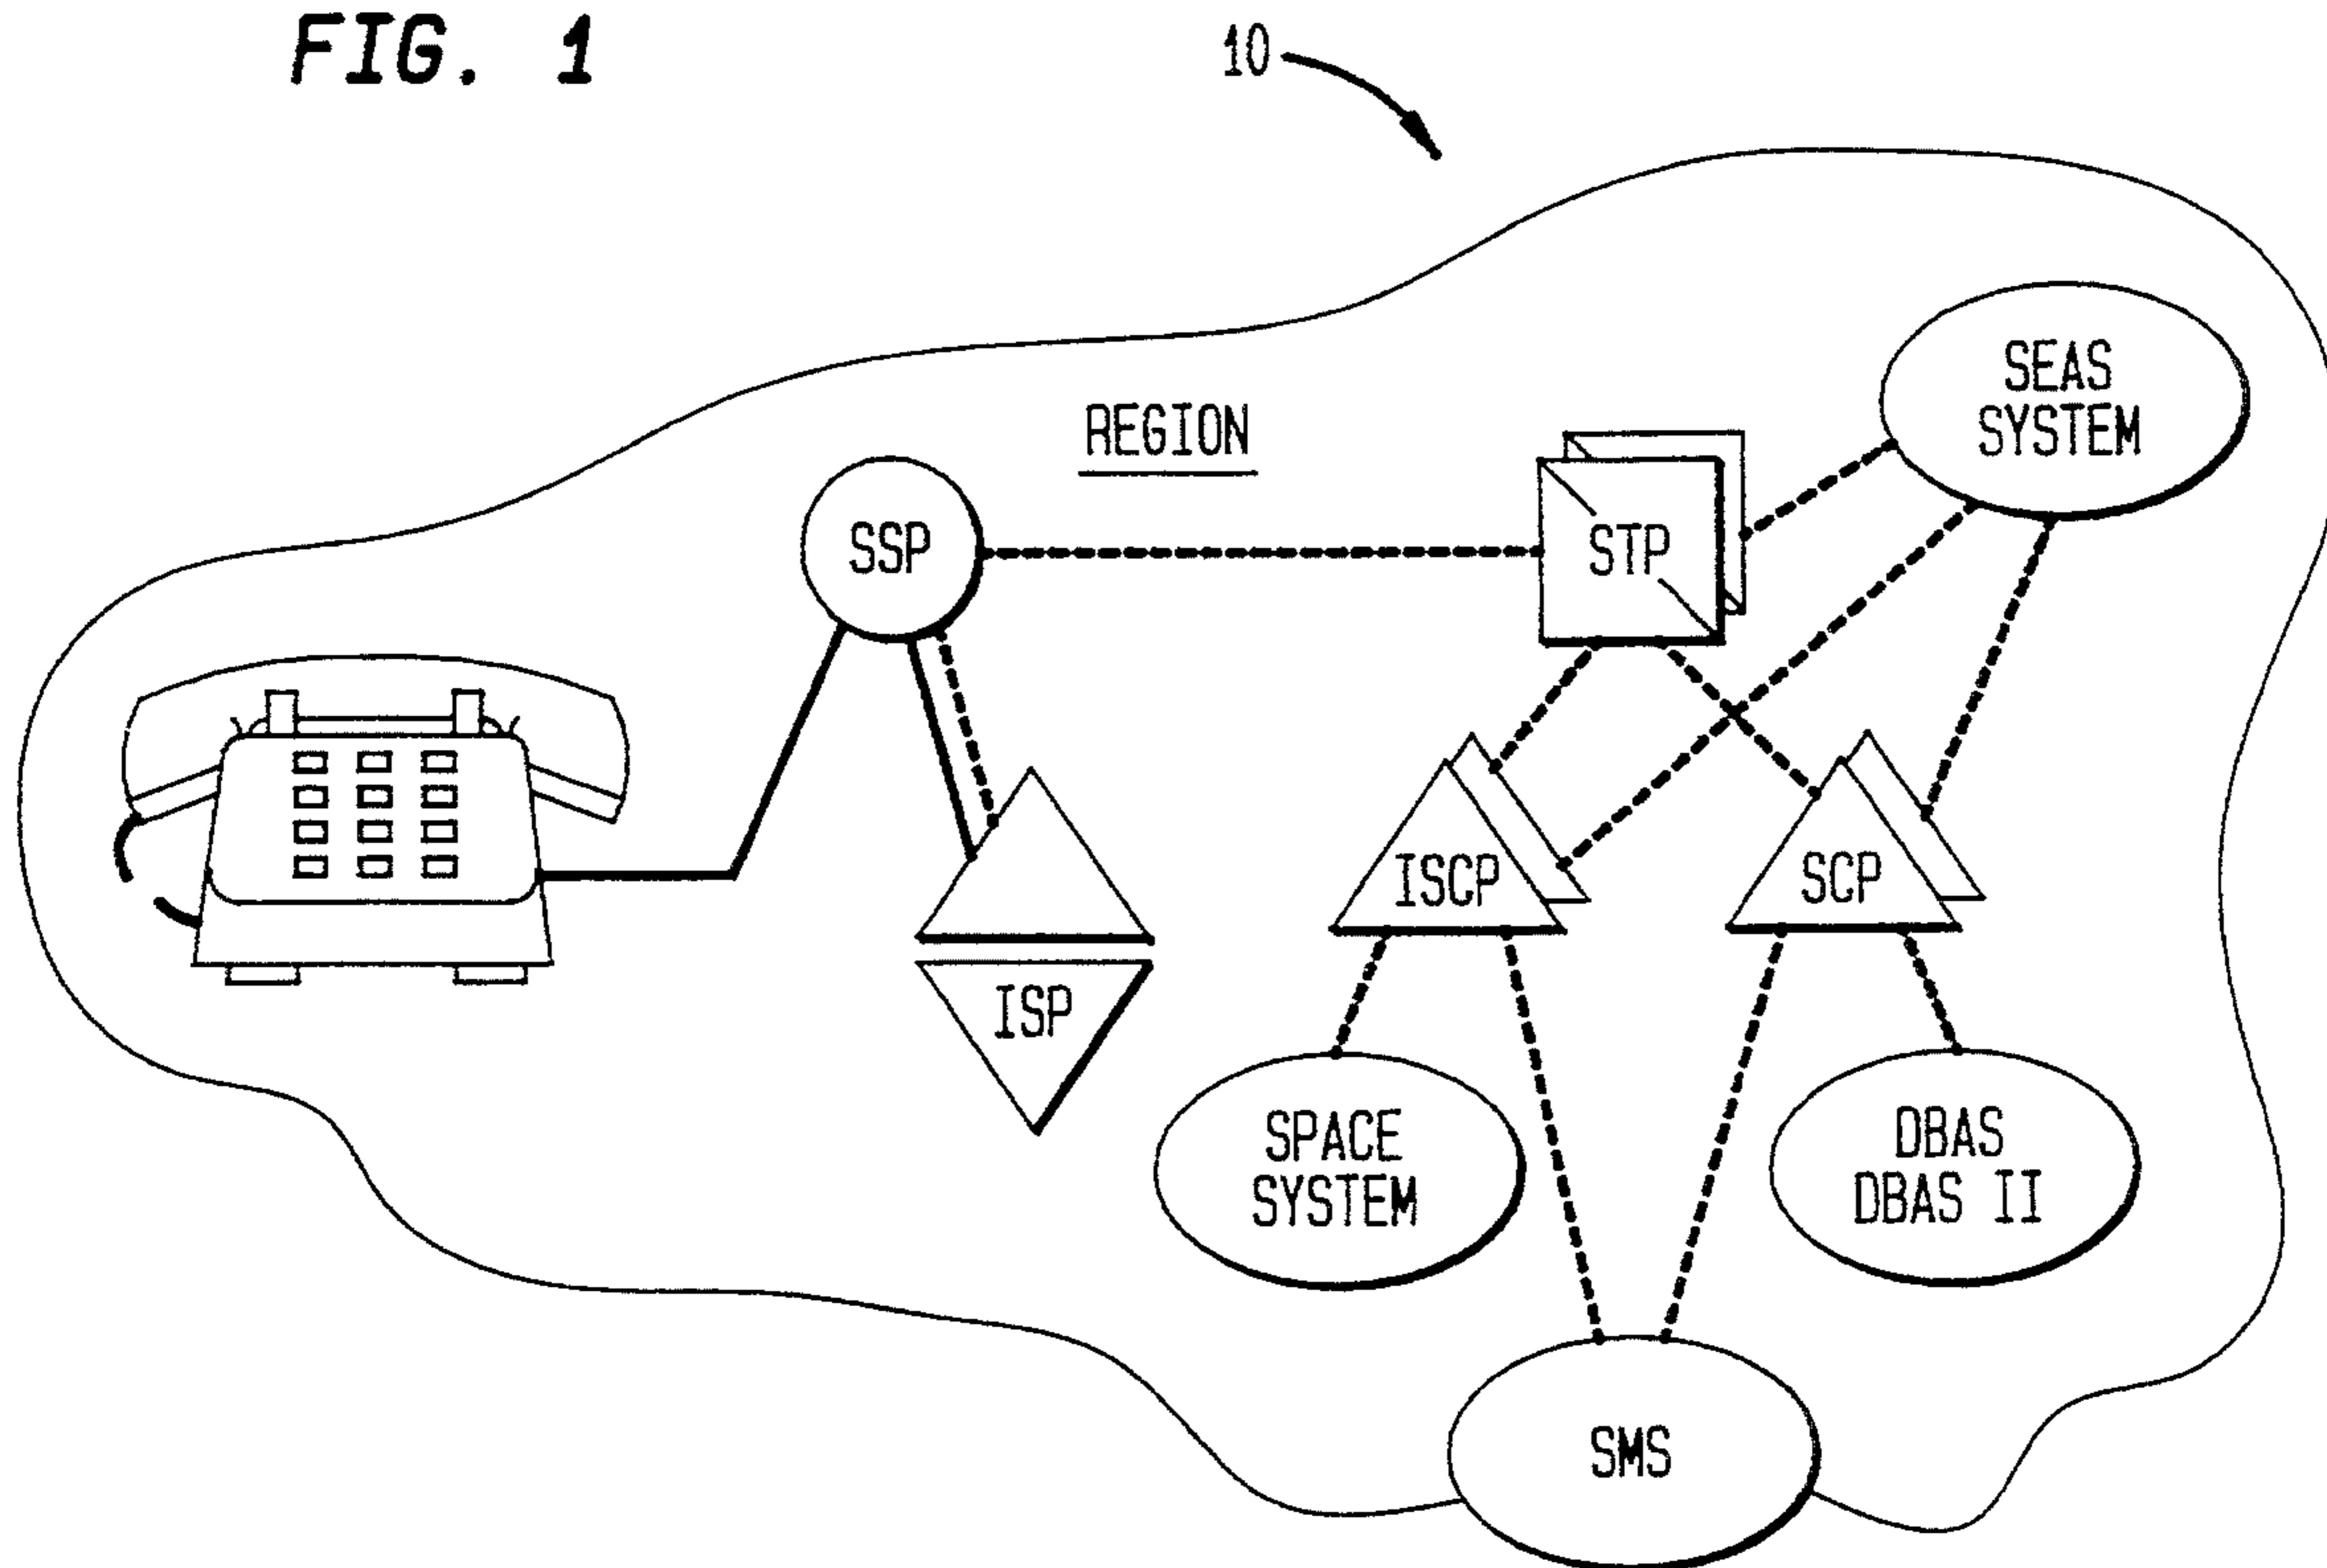 FIG. 1
10
REGION
SEAS
SYSTEM
SSP
STP
ISCP
SCP
ISP
SPACE
SYSTEM
DBAS
DBAS II
SMS